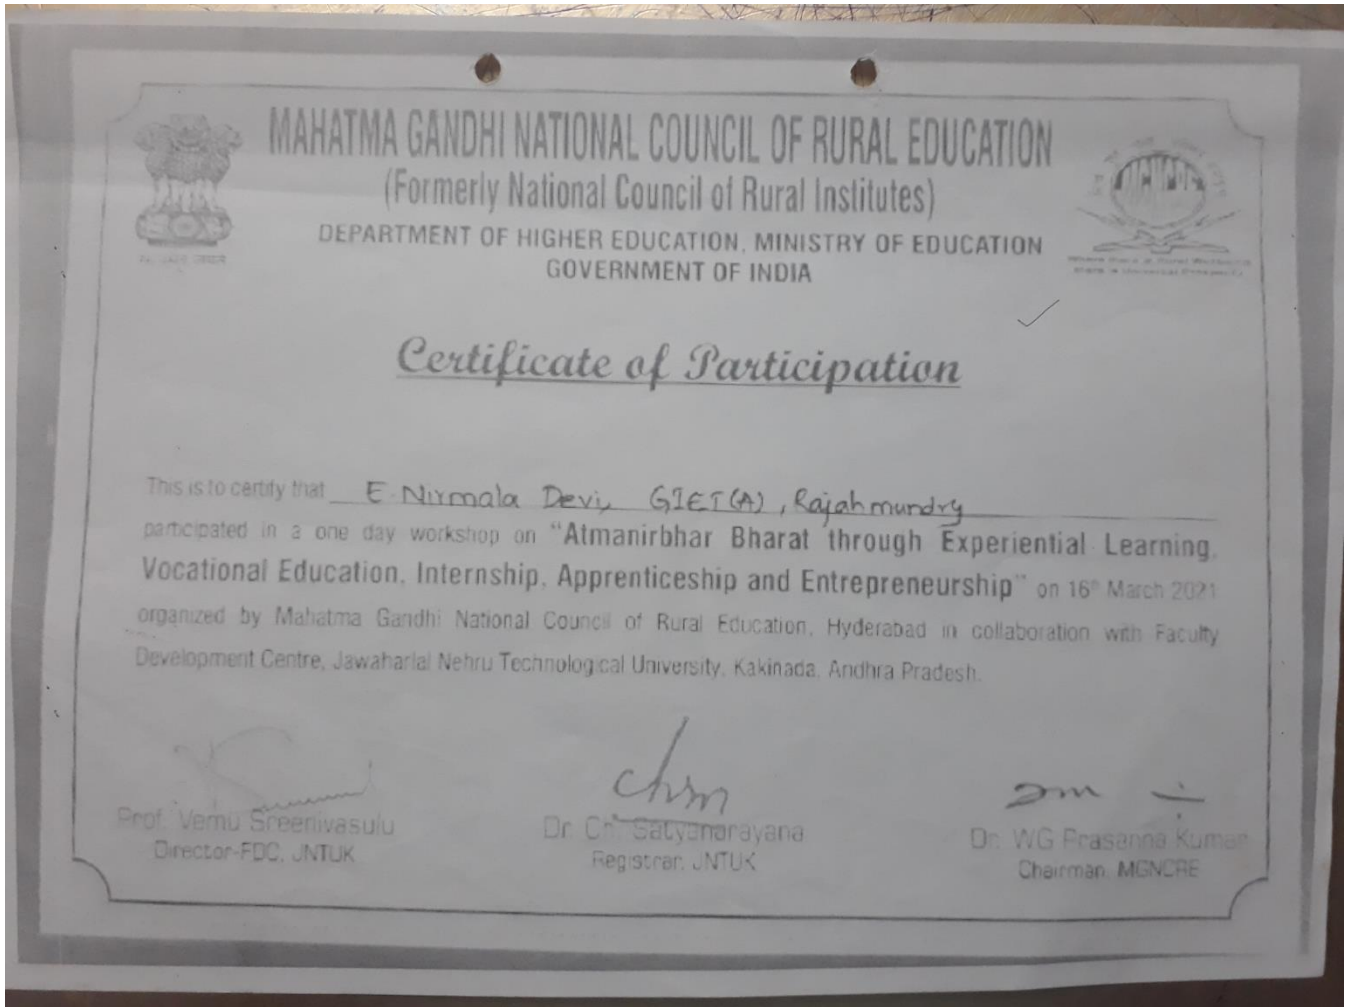 MAHATMA GANDHI NATIONAL COUNCIL OF RURAL EDUCATION
(Formerly National Council of Rural Institutes)
DEPARTMENT OF HIGHER EDUCATION, MINISTRY OF EDUCATION
GOVERNMENT OF INDIA
Certificate of Participation
This is to certify that E. Nirmala Devi, GIET(A), Rajahmundry
participated in a one day workshop on "Atmanirbhar Bharat through Experiential Learning,
Vocational Education, Internship, Apprenticeship and Entrepreneurship" on 16th March 2021
organized by Mahatma Gandhi National Council of Rural Education, Hyderabad in collaboration with Faculty
Development Centre, Jawaharlal Nehru Technological University, Kakinada, Andhra Pradesh.
Prof. Vemu Sreenivasulu
Director-FDC, JNTUK
Dr. Ch. Satyanarayana
Registrar, JNTUK
Dr. WG Prasanna Kumar
Chairman, MGNCRE